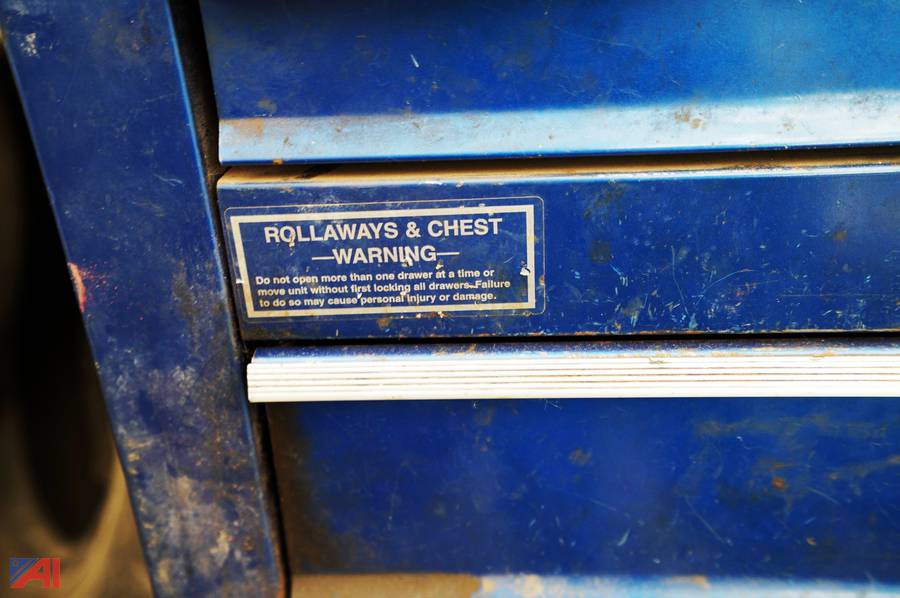 ROLLAWAYS & CHEST
—WARNING—
Do not open more than one drawer at a time or
move unit without first locking all drawers. Failure
to do so may cause personal injury or damage.
AI